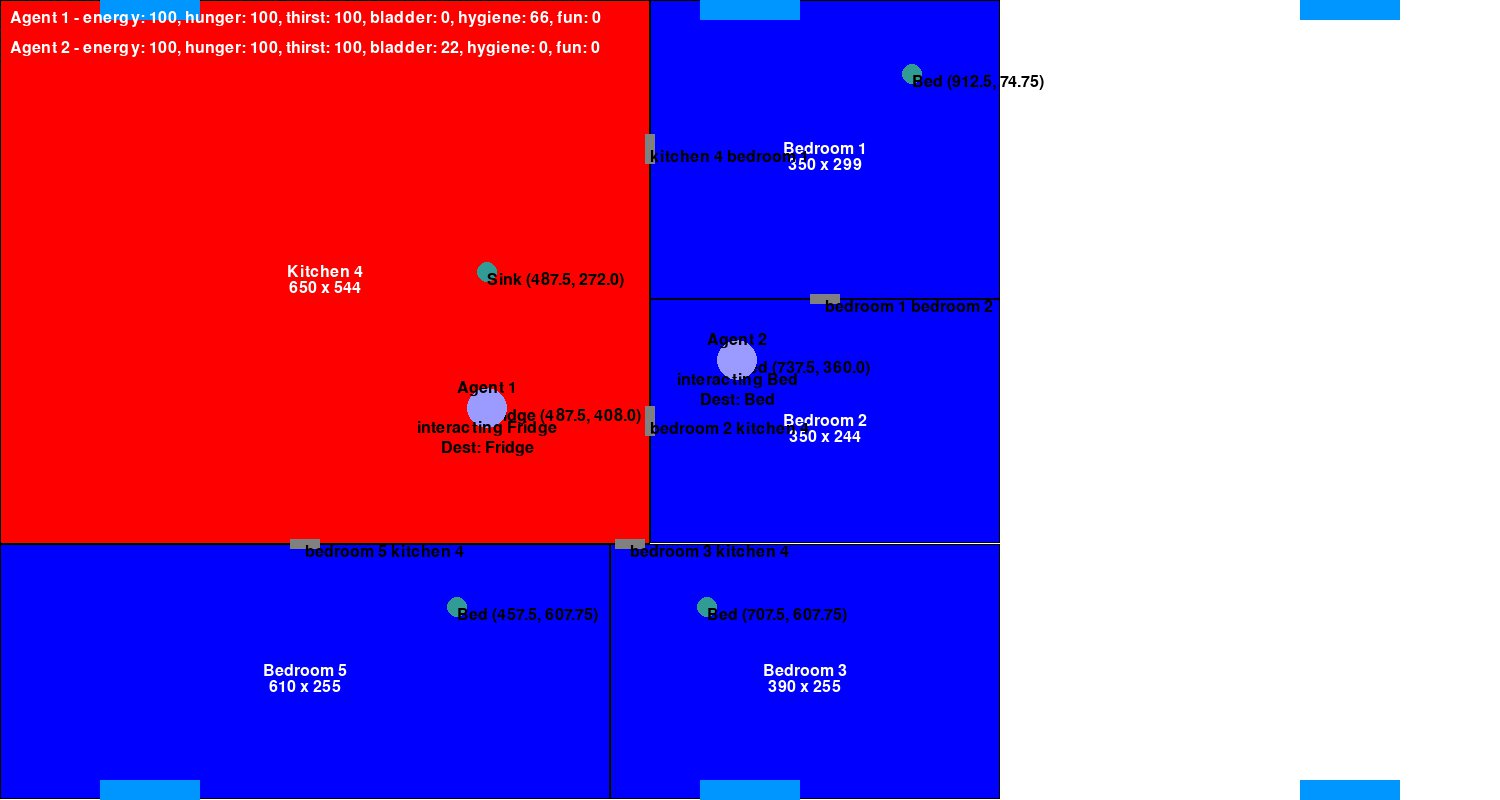 Agent 1 - energy: 100, hunger: 100, thirst: 100, bladder: 0, hygiene: 66, fun: 0
Agent 2 - energy: 100, hunger: 100, thirst: 100, bladder: 22, hygiene: 0, fun: 0
Bed (912.5, 74.75)
Bedroom 1
350 x 299
kitchen 4 bedroom
Kitchen 4
650 x 544
Sink (487.5, 272.0)
bedroom 1 bedroom 2
Agent 2
(737.5, 360.0)
interacting Bed
Dest: Bed
Agent 1
(487.5, 408.0)
interacting Fridge
Dest: Fridge
Bedroom 2
350 x 244
bedroom 2 kitchen
bedroom 5 kitchen 4
bedroom 3 kitchen 4
Bed (457.5, 607.75)
Bed (707.5, 607.75)
Bedroom 5
610 x 255
Bedroom 3
390 x 255